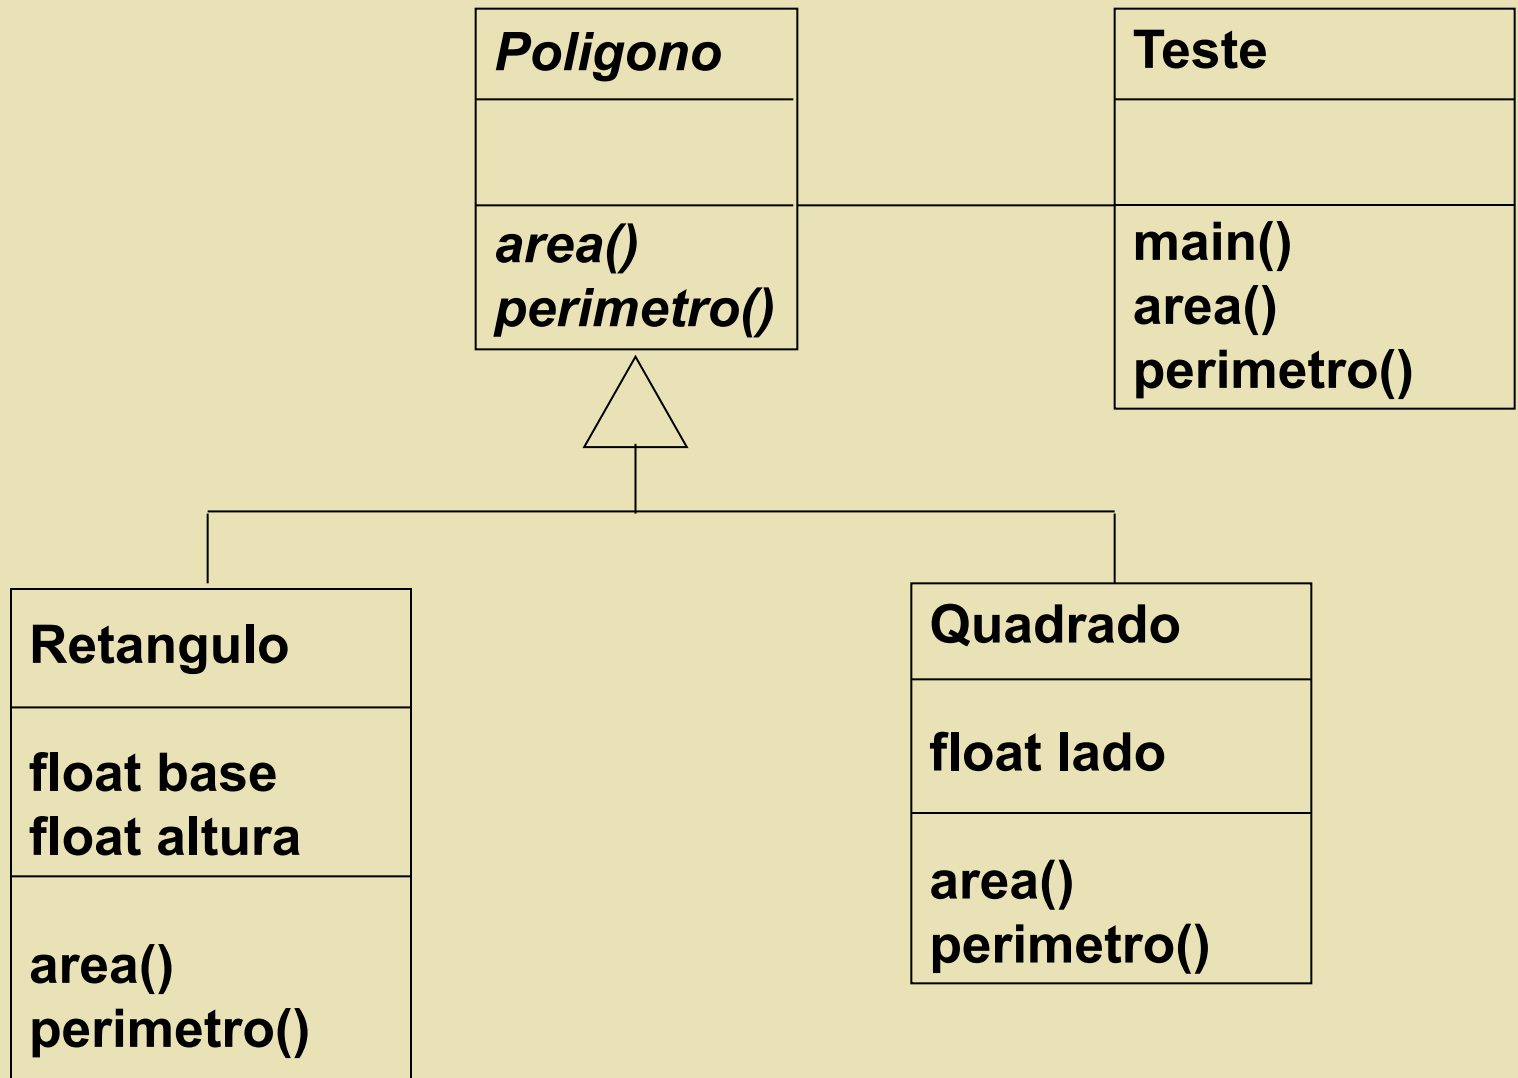 Poligono
area()
perimetro()
Teste
main()
area()
perimetro()
Retangulo
float base
float altura
area()
perimetro()
Quadrado
float lado
area()
perimetro()